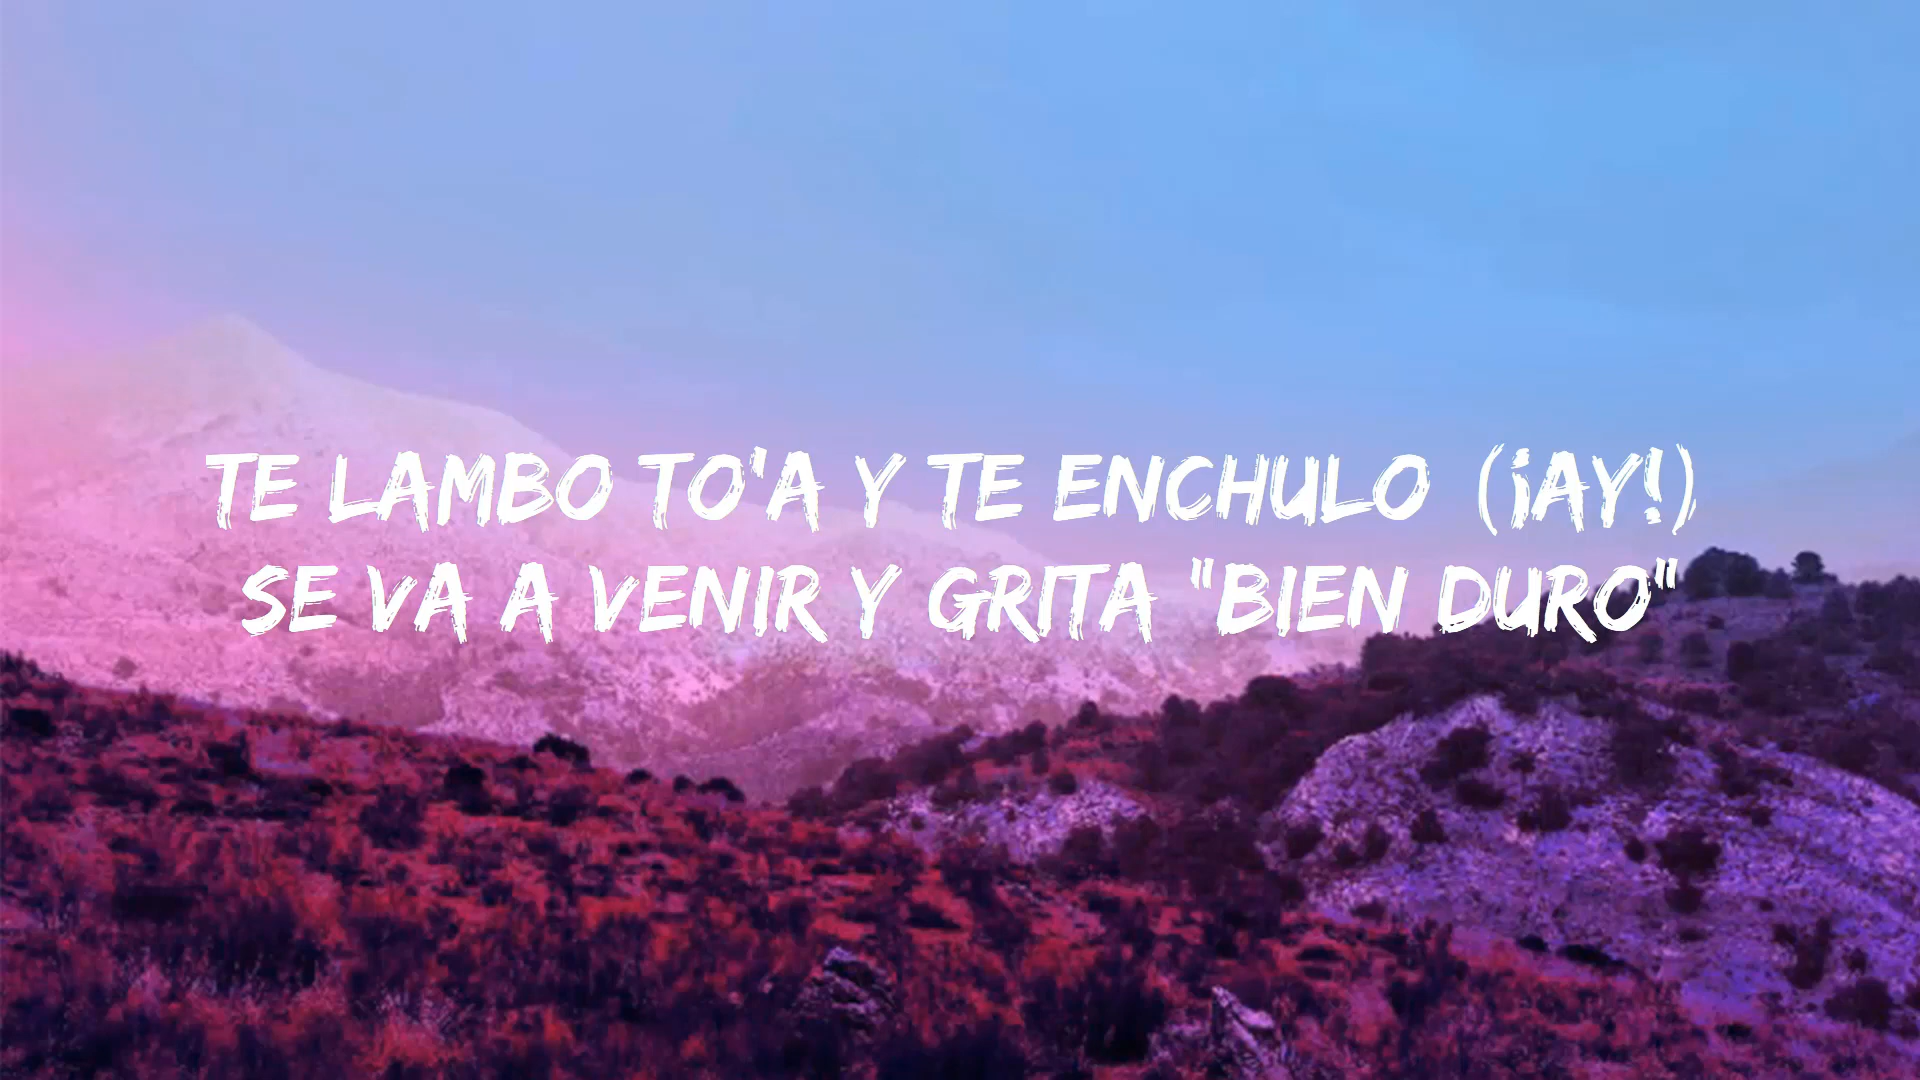 TE LAMBO TO'A Y TE ENCHULO (¡AY!)
SE VA A VENIR Y GRITA "BIEN DURO"